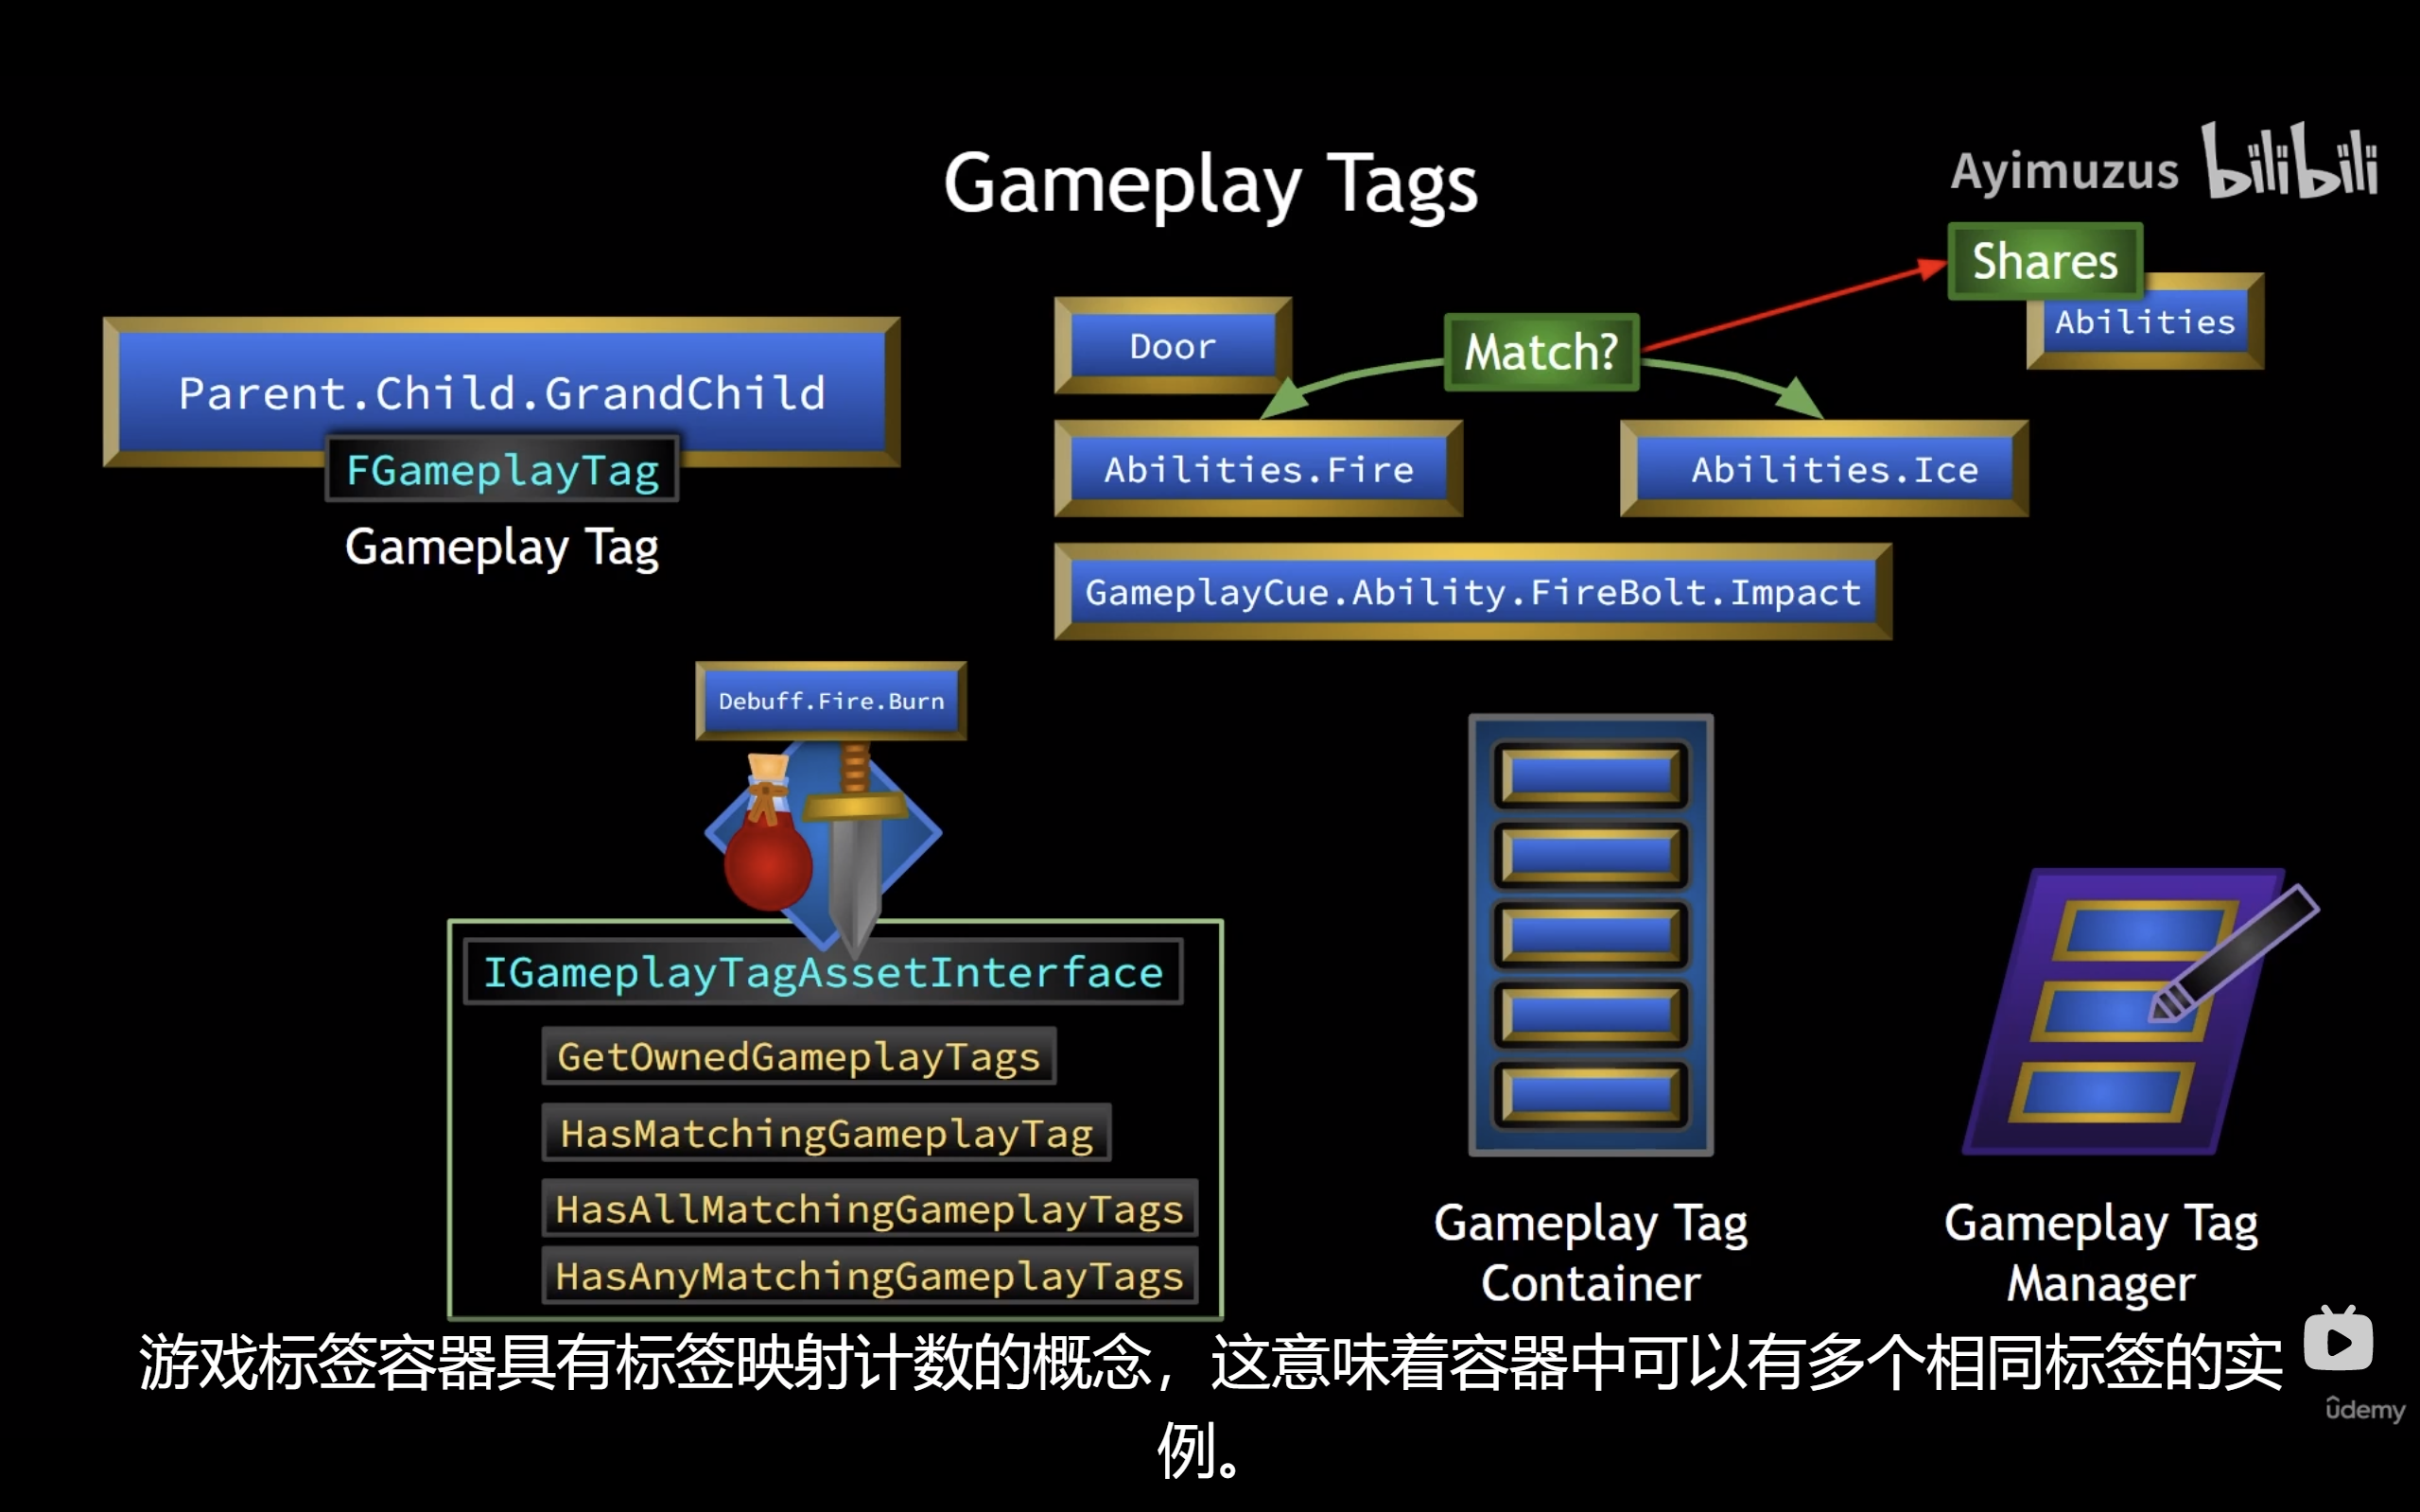 Gameplay Tags
Ayimuzus bilibili
Shares
Abilities
Door
Match?
Parent.Child.GrandChild
FGameplayTag
Gameplay Tag
Abilities.Fire
Abilities.Ice
GameplayCue.Ability.FireBolt.Impact
Debuff.Fire.Burn
IGameplayTagAssetInterface
GetOwnedGameplayTags
HasMatchingGameplayTag
HasAllMatchingGameplayTags
HasAnyMatchingGameplayTags
Gameplay Tag
Container
Gameplay Tag
Manager
游戏标签容器具有标签映射计数的概念，这意味着容器中可以有多个相同标签的实
例。
ûdemy